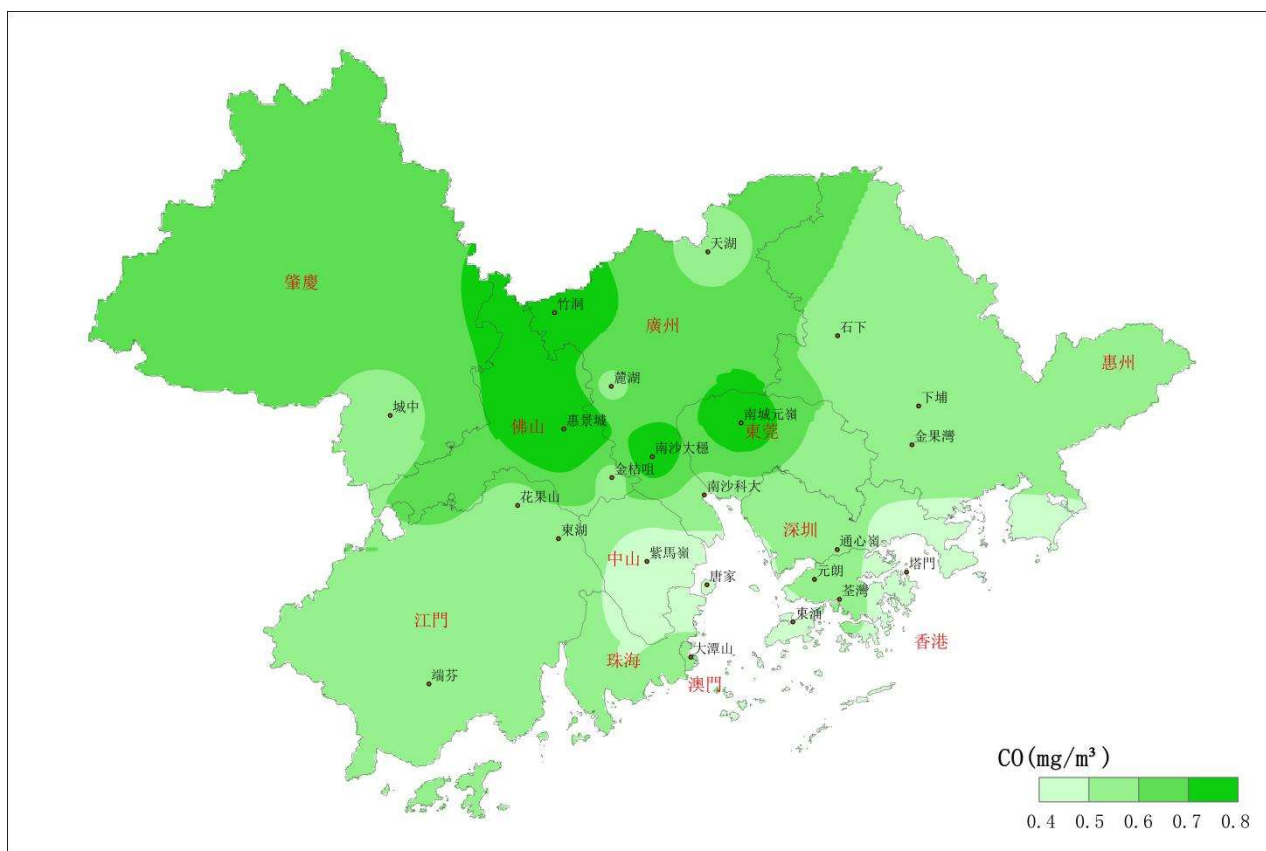 天湖
肇慶
竹洞
廣州
石下
惠州
麓湖
城中
下埔
佛山
惠景城
南城元嶺
東莞
金果灣
南沙大穩
金桔咀
南沙科大
花果山
東湖
深圳
通心嶺
中山
紫馬嶺
塔門
元朗
唐家
荃灣
江門
東涌
香港
大潭山
珠海
端芬
澳門
CO(mg/m³)
0.4 0.5 0.6 0.7 0.8